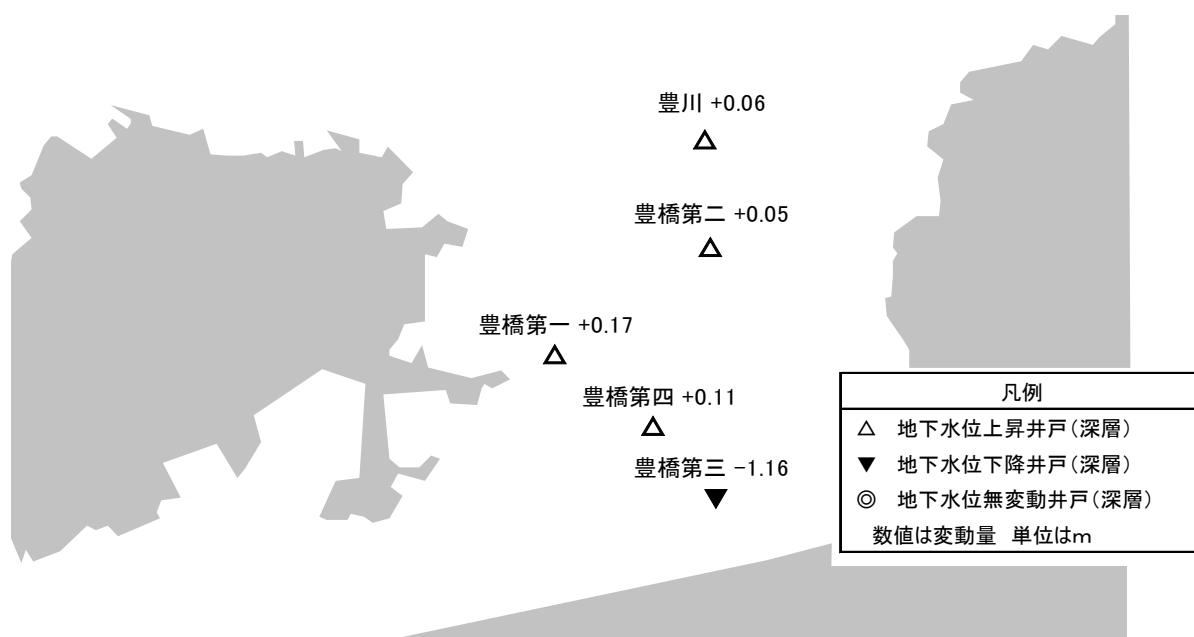 豊川 +0.06
豊橋第二 +0.05
豊橋第一 +0.17
豊橋第四 +0.11
豊橋第三 -1.16
凡例
△ 地下水位上昇井戸(深層)
▼ 地下水位下降井戸(深層)
◎ 地下水位無変動井戸(深層)
数値は変動量 単位はm